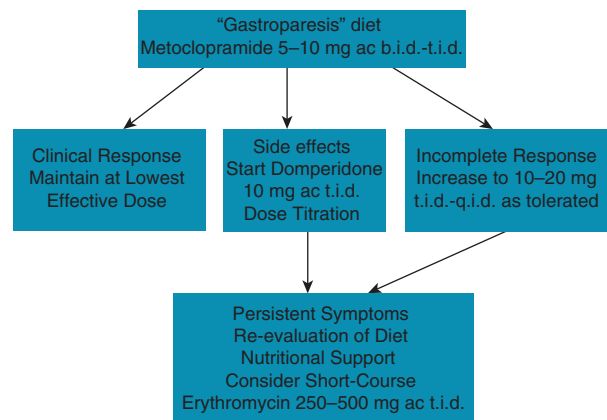 “Gastroparesis” diet
Metoclopramide 5–10 mg ac b.i.d.-t.i.d.
Clinical Response
Maintain at Lowest
Effective Dose
Side effects
Start Domperidone
10 mg ac t.i.d.
Dose Titration
Incomplete Response
Increase to 10–20 mg
t.i.d.-q.i.d. as tolerated
Persistent Symptoms
Re-evaluation of Diet
Nutritional Support
Consider Short-Course
Erythromycin 250–500 mg ac t.i.d.